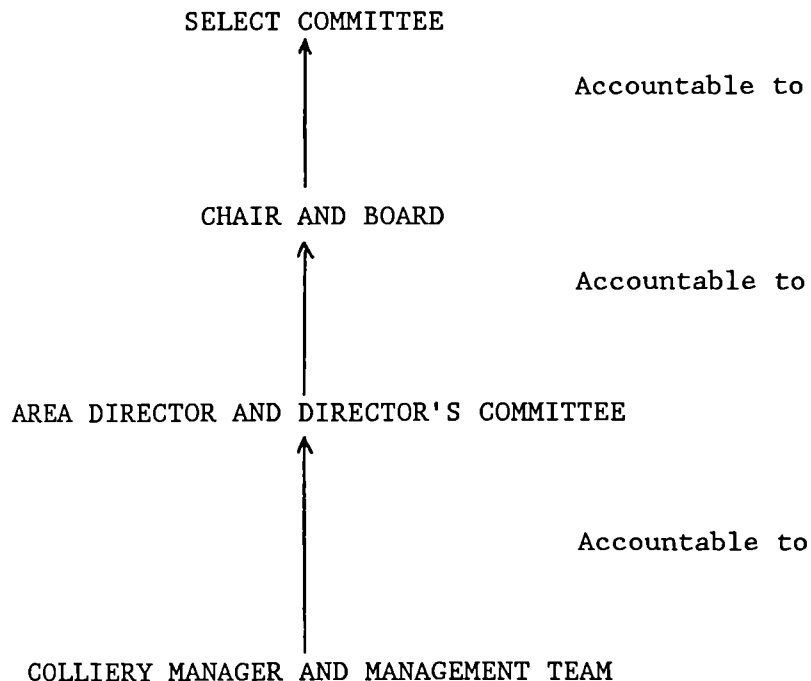 SELECT COMMITTEE
Accountable to
CHAIR AND BOARD
Accountable to
AREA DIRECTOR AND DIRECTOR'S COMMITTEE
Accountable to
COLLIERY MANAGER AND MANAGEMENT TEAM